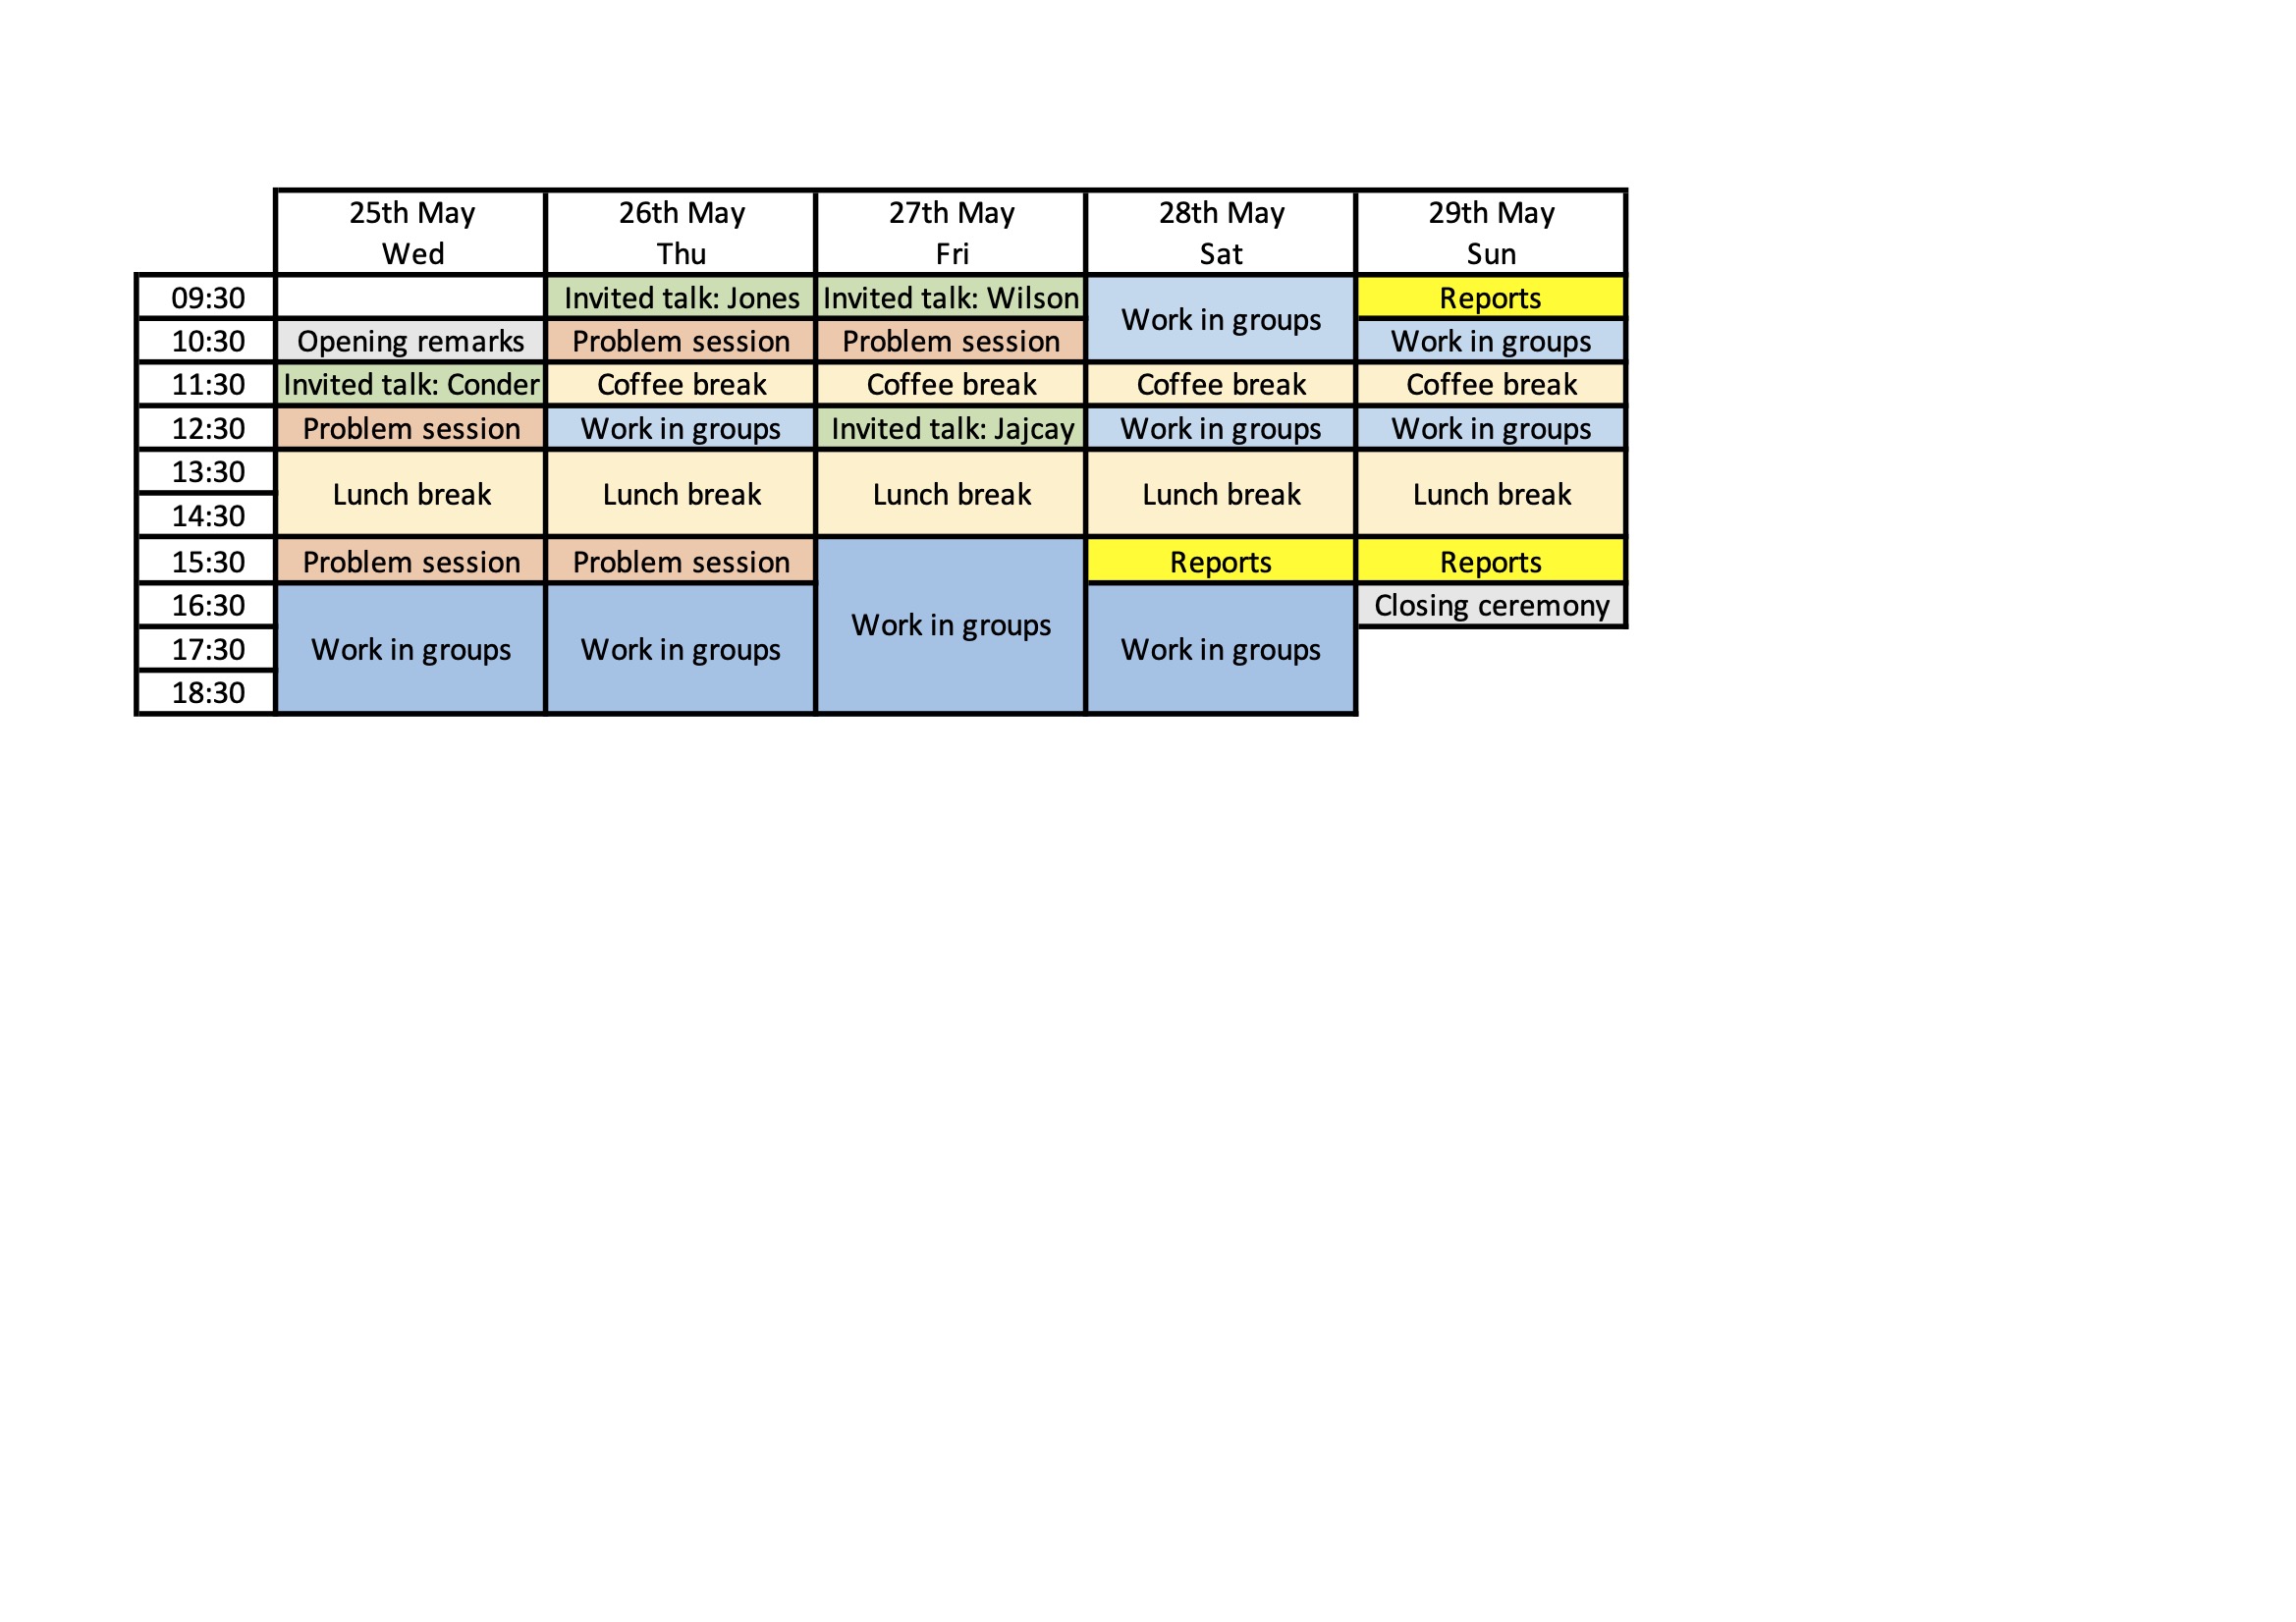 25th May 26th May 27th May 28th May 29th May
Wed Thu Fri Sat Sun
09:30 Invited talk: Jones Invited talk: Wilson Work in groups Reports
10:30 Opening remarks Problem session Problem session Work in groups
11:30 Invited talk: Conder Coffee break Coffee break Coffee break Coffee break
12:30 Problem session Work in groups Invited talk: Jajcay Work in groups Work in groups
13:30 Lunch break Lunch break Lunch break Lunch break Lunch break
14:30
15:30 Problem session Problem session Work in groups Reports Reports
16:30 Work in groups Work in groups Work in groups Closing ceremony
17:30
18:30